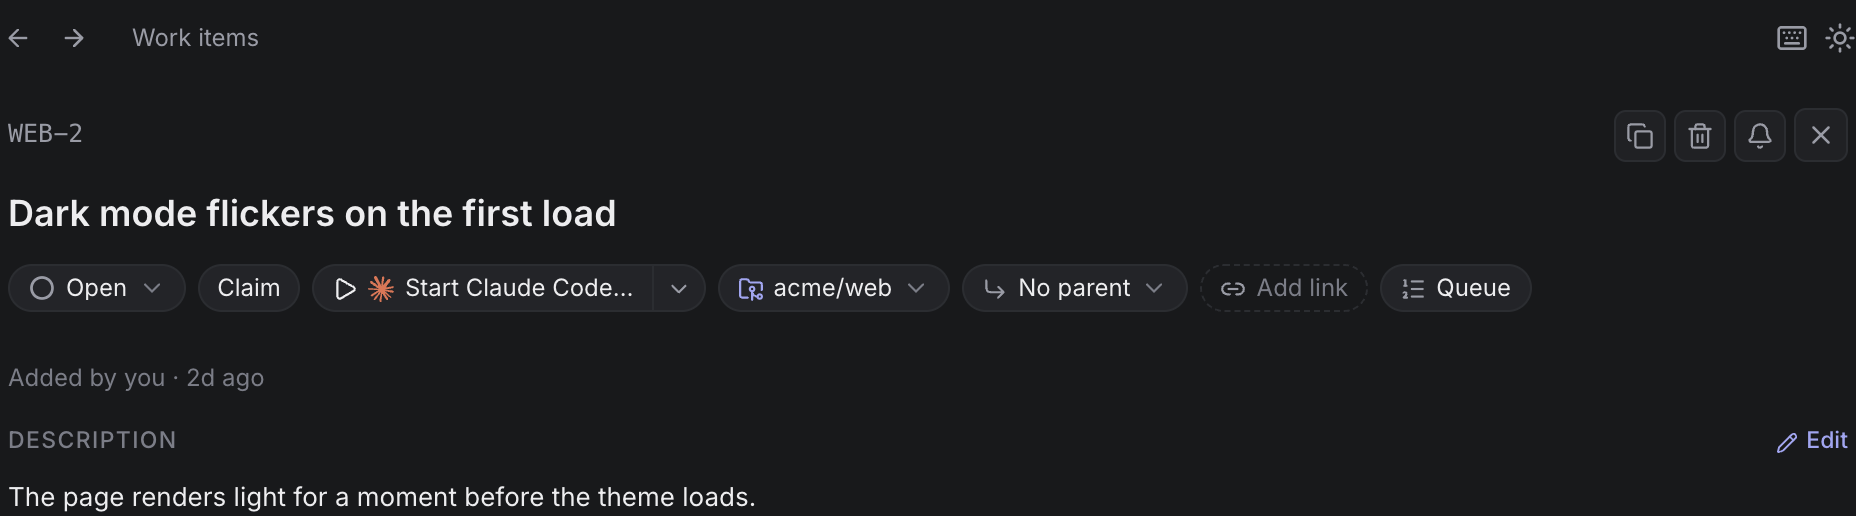 Work items
WEB-2
Dark mode flickers on the first load
Open Claim Start Claude Code... acme/web No parent Add link Queue
Added by you · 2d ago
DESCRIPTION Edit
The page renders light for a moment before the theme loads.